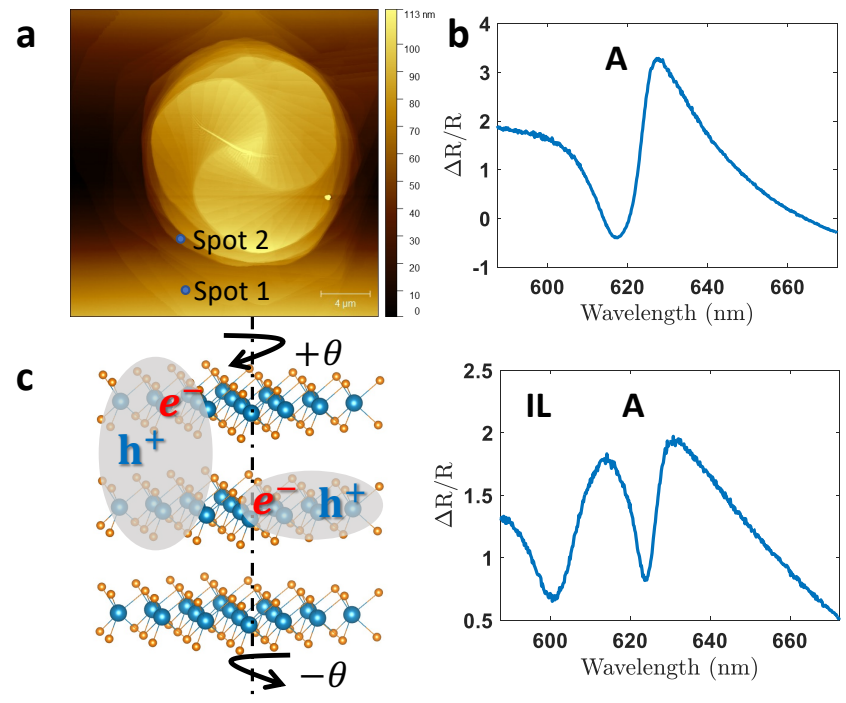 a
113 nm
100
90
80
70
60
50
40
30
20
10
0
Spot 2
Spot 1
4 µm
b
A
4
3
2
1
0
-1
ΔR/R
600 620 640 660
Wavelength (nm)
c
+θ
e⁻
h⁺
e⁻ h⁺
−θ
IL A
2.5
2
1.5
1
0.5
ΔR/R
600 620 640 660
Wavelength (nm)